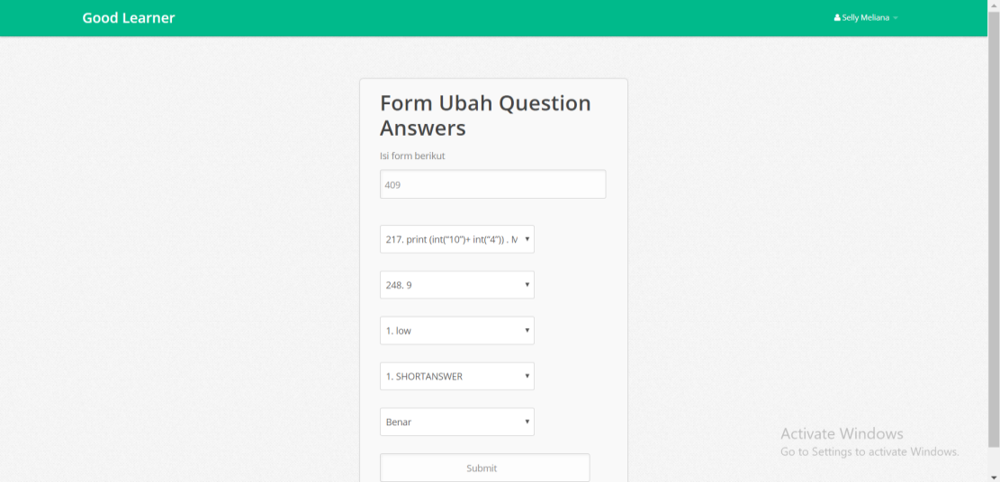 Good Learner
Selly Meliana
Form Ubah Question
Answers
Isi form berikut
409
217. print (int("10")+ int("4")) . M
248. 9
1. low
1. SHORTANSWER
Benar
Submit
Activate Windows
Go to Settings to activate Windows.